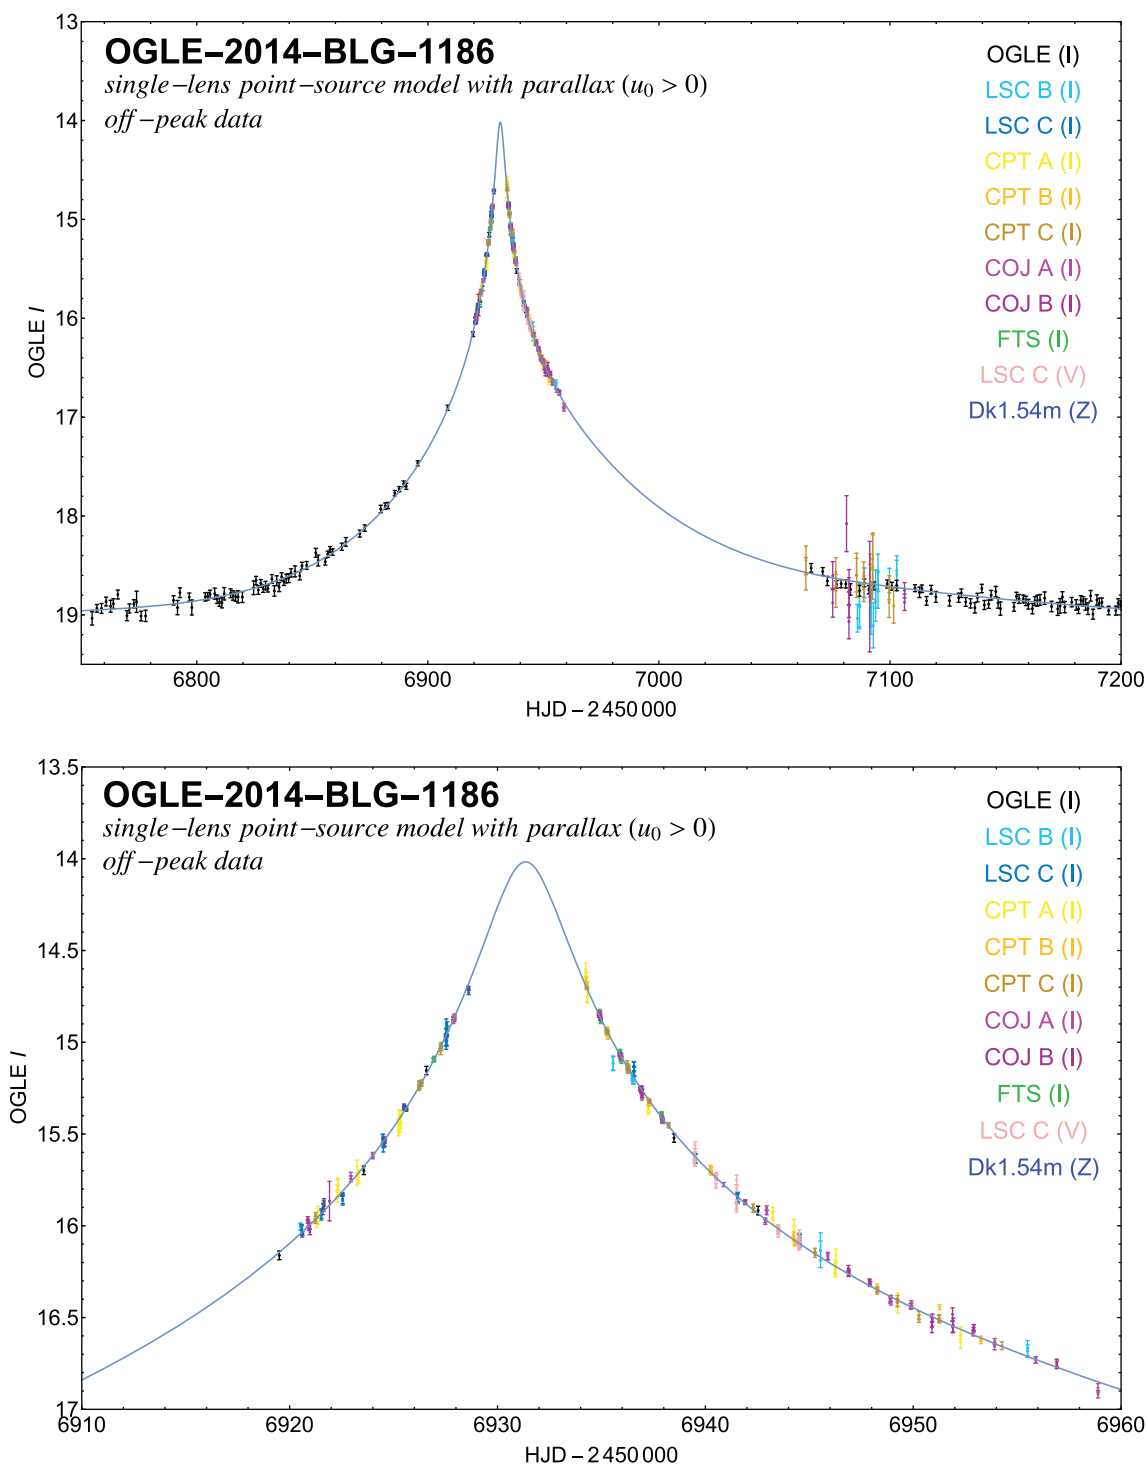 OGLE–2014–BLG–1186
single–lens point–source model with parallax (u0 > 0)
off–peak data
OGLE (I)
LSC B (I)
LSC C (I)
CPT A (I)
CPT B (I)
CPT C (I)
COJ A (I)
COJ B (I)
FTS (I)
LSC C (V)
Dk1.54m (Z)
OGLE I
13
14
15
16
17
18
19
6800
6900
7000
7100
7200
HJD – 2 450 000
OGLE–2014–BLG–1186
single–lens point–source model with parallax (u0 > 0)
off–peak data
OGLE (I)
LSC B (I)
LSC C (I)
CPT A (I)
CPT B (I)
CPT C (I)
COJ A (I)
COJ B (I)
FTS (I)
LSC C (V)
Dk1.54m (Z)
OGLE I
13.5
14
14.5
15
15.5
16
16.5
17
6910
6920
6930
6940
6950
6960
HJD – 2 450 000